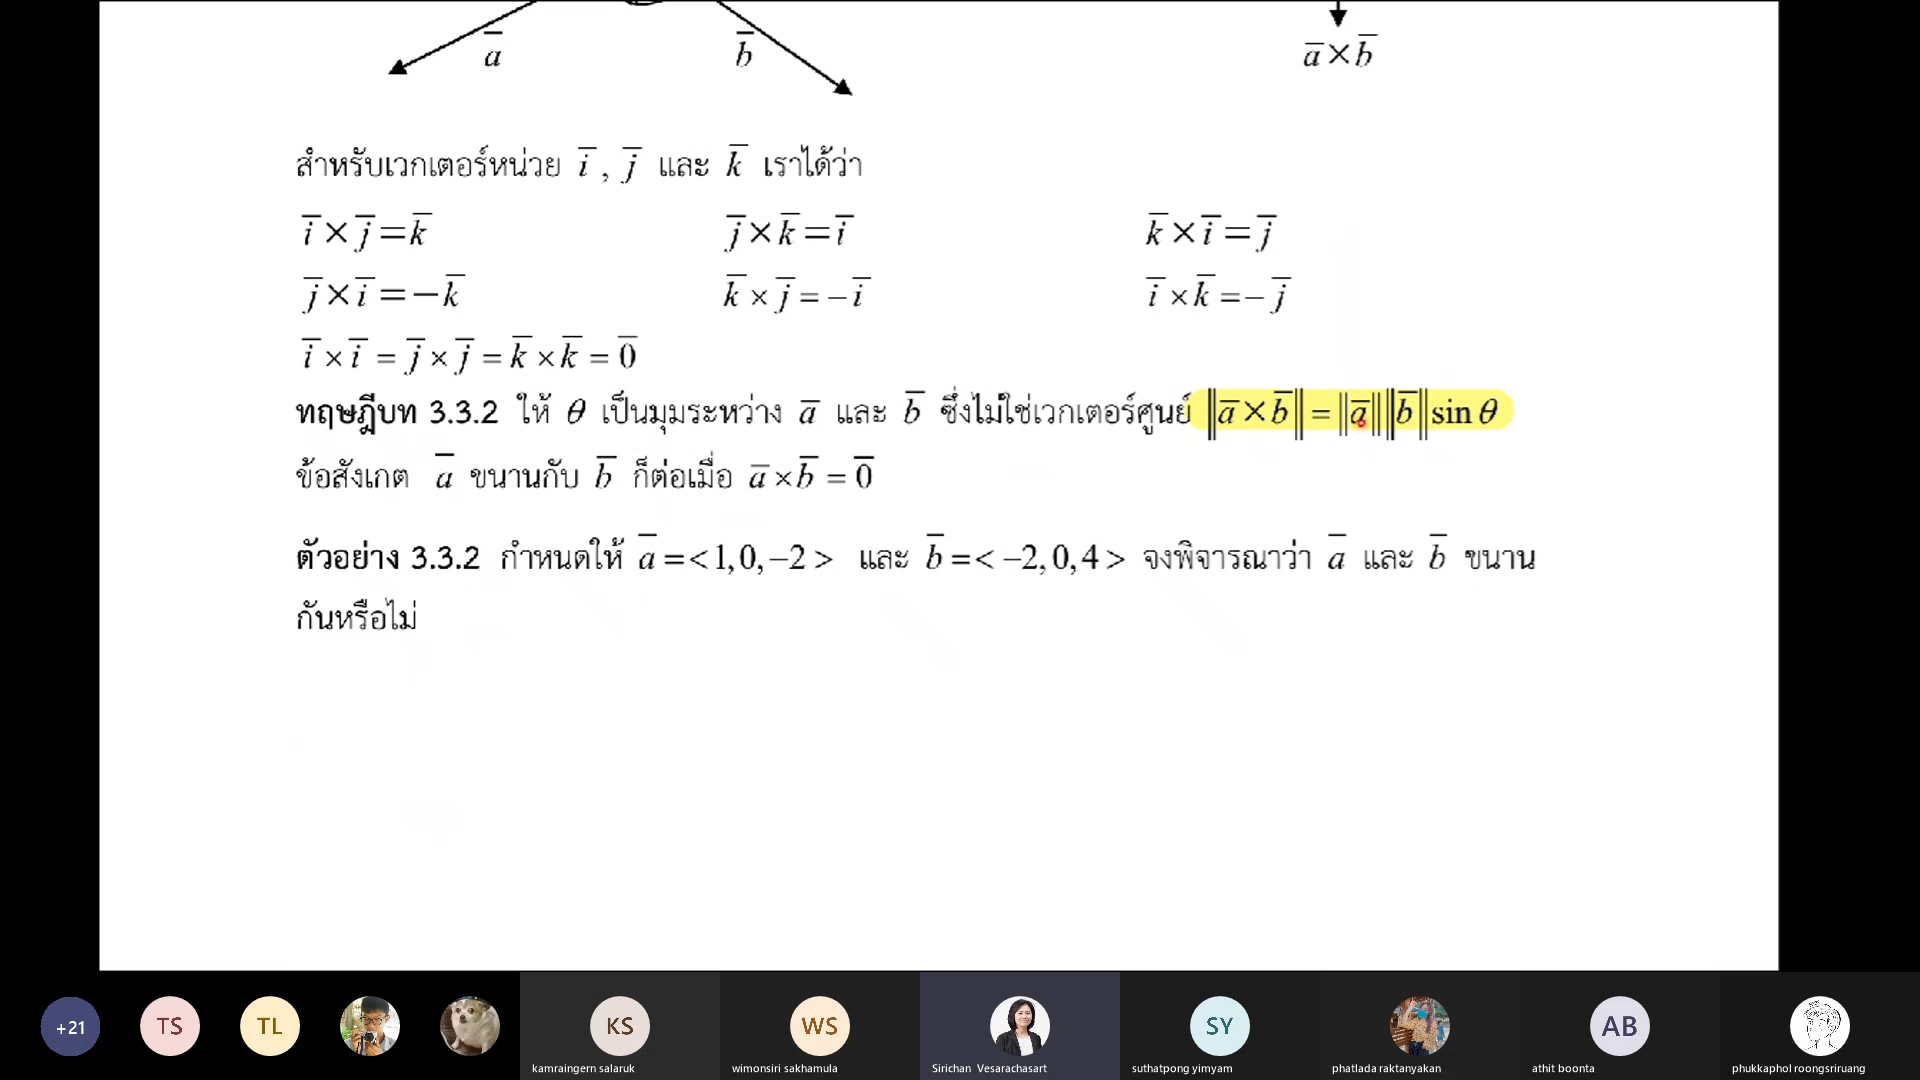 a̅ b̅ a̅×b̅
สำหรับเวกเตอร์หน่วย i̅ , j̅ และ k̅ เราได้ว่า
i̅×j̅=k̅ j̅×k̅=i̅ k̅×i̅=j̅
j̅×i̅=−k̅ k̅×j̅=−i̅ i̅×k̅=−j̅
i̅×i̅ = j̅×j̅ = k̅×k̅ = 0̅
ทฤษฎีบท 3.3.2 ให้ θ เป็นมุมระหว่าง a̅ และ b̅ ซึ่งไม่ใช่เวกเตอร์ศูนย์ ‖a̅×b̅‖=‖a̅‖‖b̅‖sin θ
ข้อสังเกต a̅ ขนานกับ b̅ ก็ต่อเมื่อ a̅×b̅ = 0̅
ตัวอย่าง 3.3.2 กำหนดให้ a̅=<1,0,−2> และ b̅=<−2,0,4> จงพิจารณาว่า a̅ และ b̅ ขนาน
กันหรือไม่
+21 TS TL KS WS SY AB
kamraingern salaruk wimonsiri sakhamula Sirichan Vesarachasart suthatpong yimyam phatlada raktanyakan athit boonta phukkaphol roongsriruang